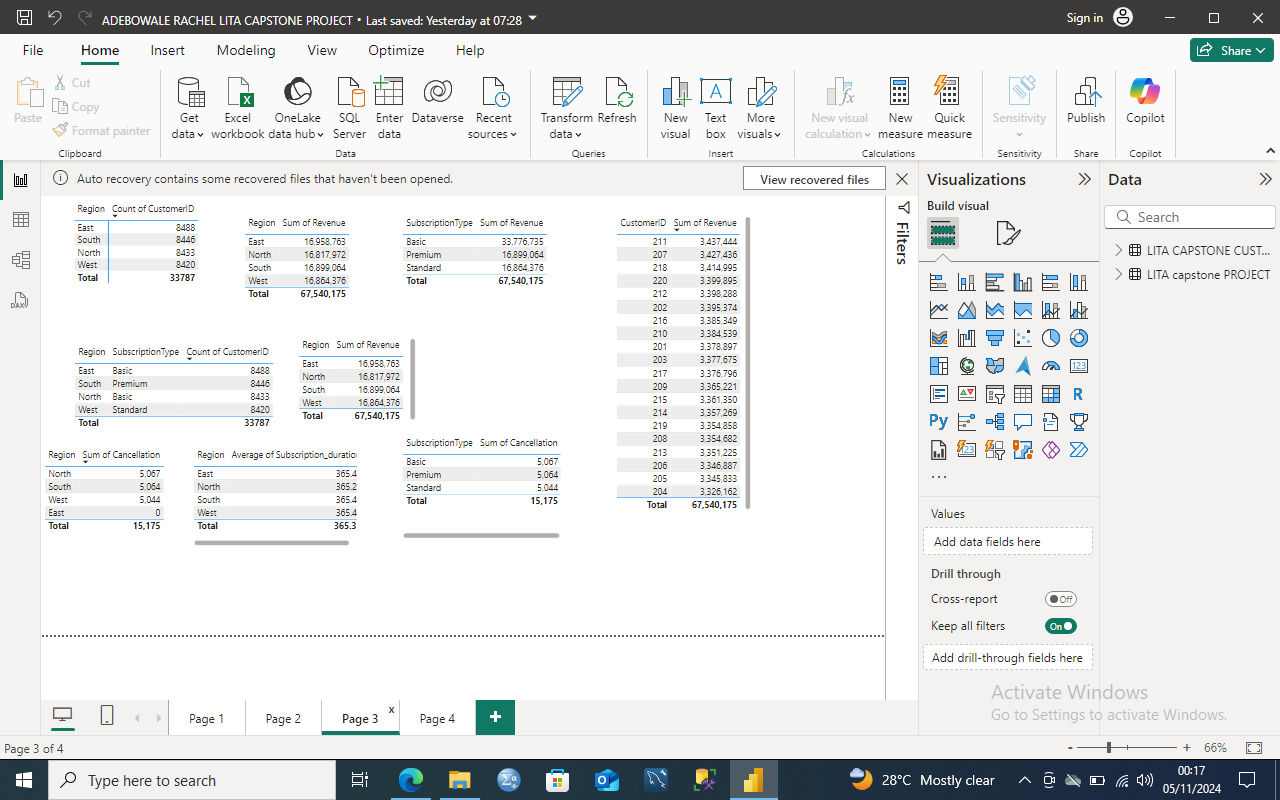 ADEBOWALE RACHEL LITA CAPSTONE PROJECT • Last saved: Yesterday at 07:28
Sign in
File Home Insert Modeling View Optimize Help
Share
Paste
Cut
Copy
Format painter
Clipboard
Get data
Excel workbook
OneLake data hub
SQL Server
Enter data
Dataverse
Recent sources
Data
Transform data
Refresh
Queries
New visual
Text box
More visuals
Insert
New visual calculation
New measure
Quick measure
Calculations
Sensitivity
Sensitivity
Publish
Share
Copilot
Copilot
Auto recovery contains some recovered files that haven't been opened.
View recovered files
Region Count of CustomerID
East 8488
South 8446
North 8433
West 8420
Total 33787
Region Sum of Revenue
East 16,958,763
North 16,817,972
South 16,899,064
West 16,864,376
Total 67,540,175
SubscriptionType Sum of Revenue
Basic 33,776,735
Premium 16,899,064
Standard 16,864,376
Total 67,540,175
CustomerID Sum of Revenue
211 3,437,444
207 3,427,436
218 3,414,995
220 3,399,895
212 3,398,288
202 3,395,374
216 3,385,349
210 3,384,539
201 3,378,897
203 3,377,675
217 3,376,796
209 3,365,221
215 3,361,350
214 3,357,269
219 3,354,858
208 3,354,682
213 3,351,225
206 3,346,887
205 3,345,833
204 3,326,162
Total 67,540,175
Region SubscriptionType Count of CustomerID
East Basic 8488
South Premium 8446
North Basic 8433
West Standard 8420
Total 33787
Region Sum of Revenue
East 16,958,763
North 16,817,972
South 16,899,064
West 16,864,376
Total 67,540,175
Region Sum of Cancellation
North 5,067
South 5,064
West 5,044
East 0
Total 15,175
Region Average of Subscription_duratio
East 365.4
North 365.2
South 365.4
West 365.4
Total 365.3
SubscriptionType Sum of Cancellation
Basic 5,067
Premium 5,064
Standard 5,044
Total 15,175
Filters
Visualizations
Build visual
123
R
Py
...
Values
Add data fields here
Drill through
Cross-report
Off
Keep all filters
On
Add drill-through fields here
Data
Search
LITA CAPSTONE CUST...
LITA capstone PROJECT
Activate Windows
Go to Settings to activate Windows.
Page 1
Page 2
Page 3
x
Page 4
+
Page 3 of 4
- + 66%
Type here to search
28°C Mostly clear
00:17
05/11/2024